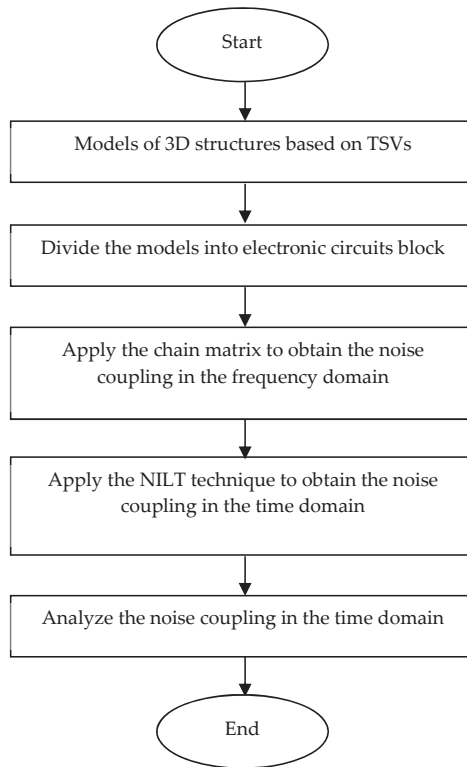 Start
Models of 3D structures based on TSVs
Divide the models into electronic circuits block
Apply the chain matrix to obtain the noise
coupling in the frequency domain
Apply the NILT technique to obtain the noise
coupling in the time domain
Analyze the noise coupling in the time domain
End